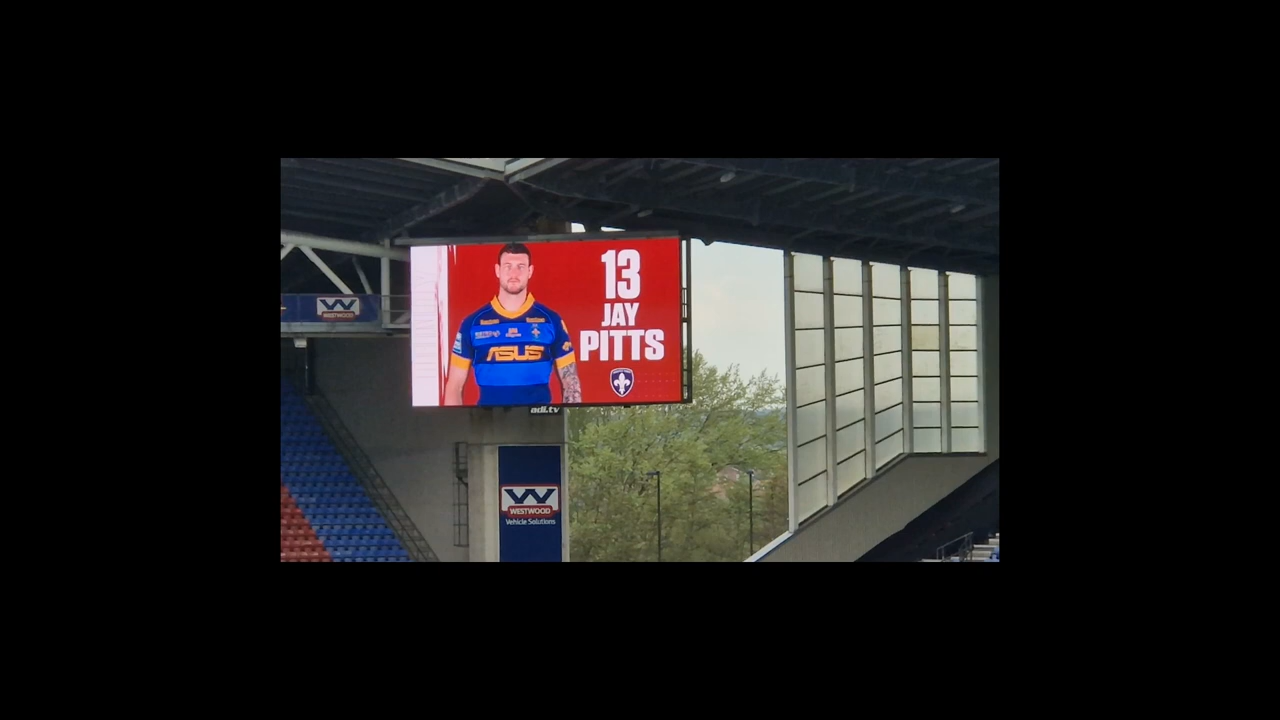 13
JAY
PITTS
ASUS
WESTWOOD
adi.tv
WESTWOOD
Vehicle Solutions